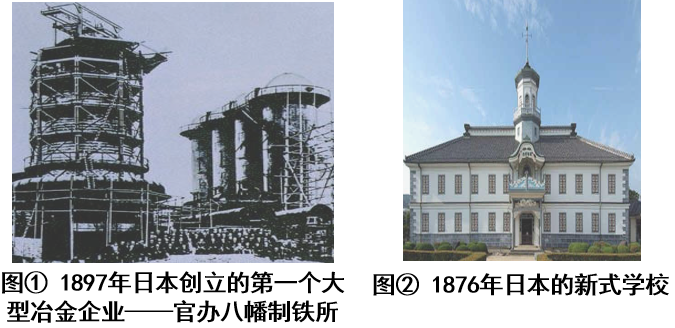 图① 1897年日本创立的第一个大
型冶金企业——官办八幡制铁所
图② 1876年日本的新式学校